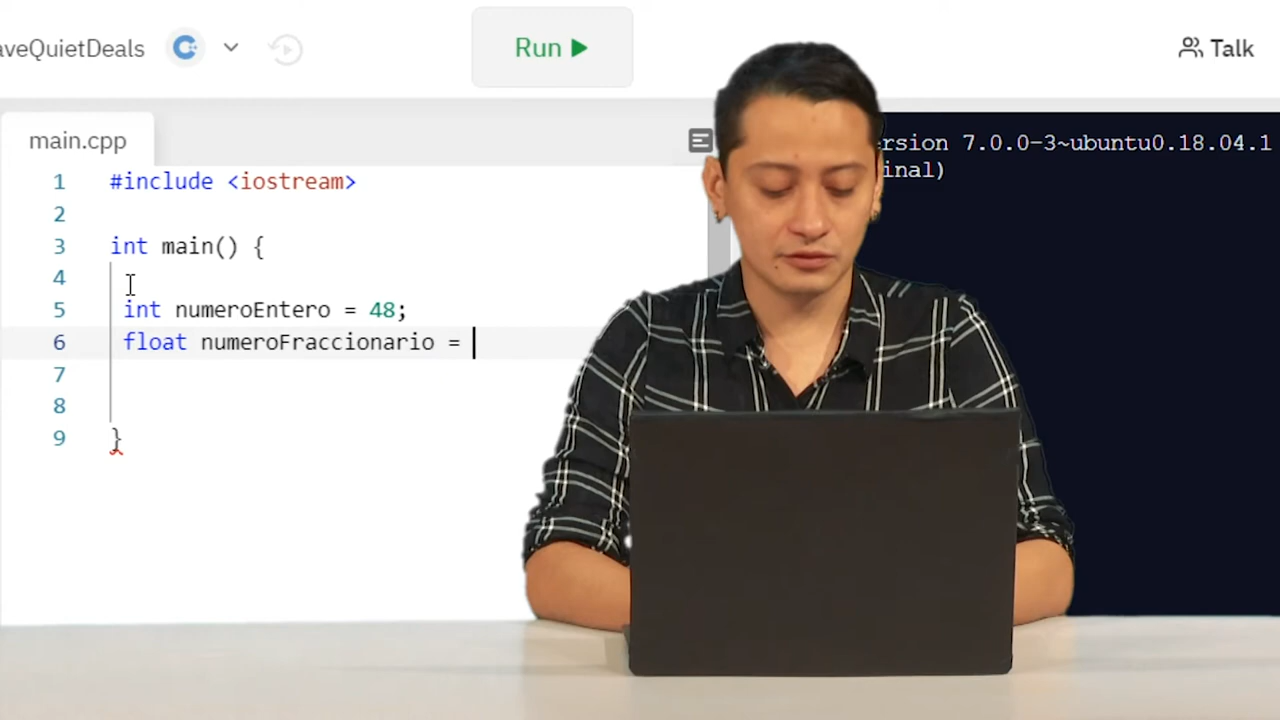 aveQuietDeals
Run
Talk
main.cpp
1 #include <iostream>
2
3 int main() {
4
5 int numeroEntero = 48;
6 float numeroFraccionario =
7
8
9 }
rsion 7.0.0-3~ubuntu0.18.04.1
inal)